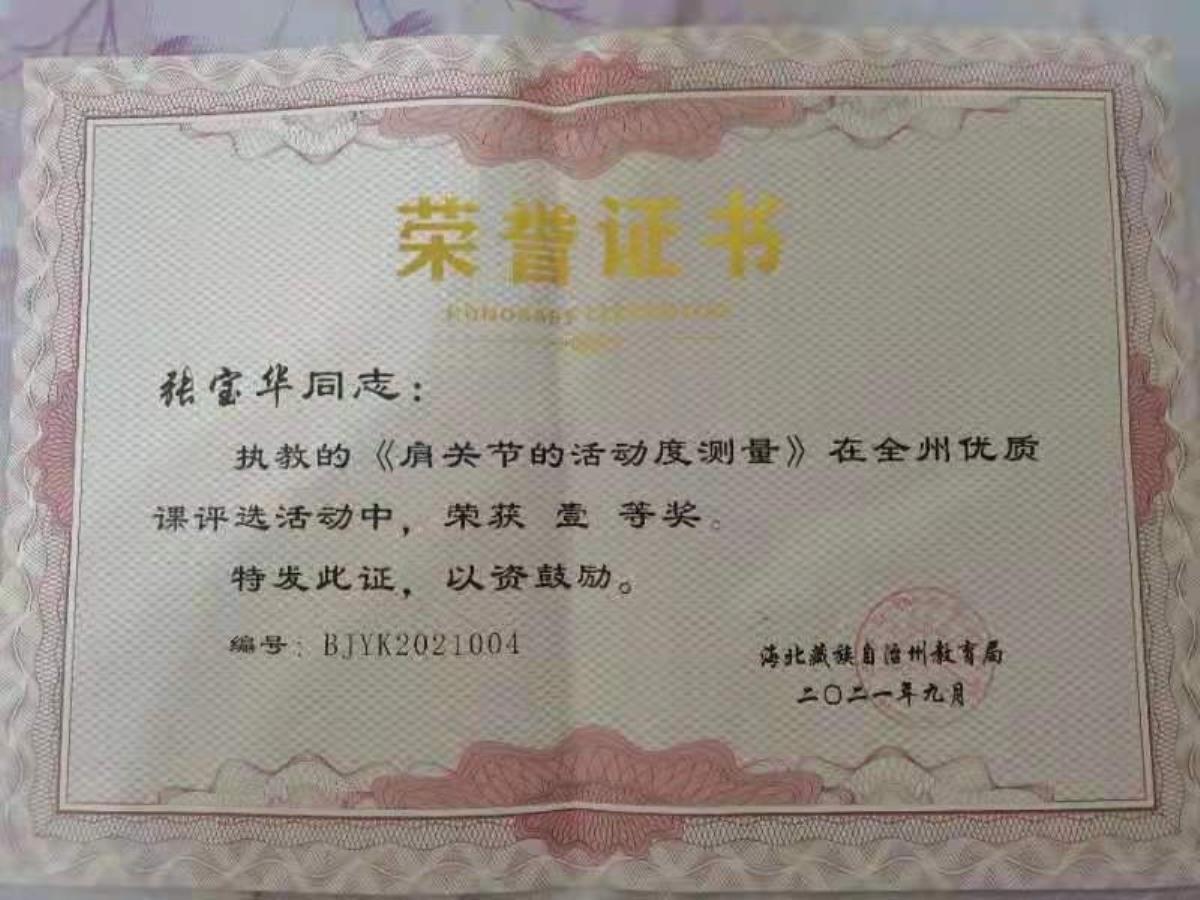 荣誉证书
张宝华同志：
执教的《肩关节的活动度测量》在全州优质
课评选活动中，荣获 壹 等奖。
特发此证，以资鼓励。
编号：BJYK2021004
海北藏族自治州教育局
二〇二一年九月